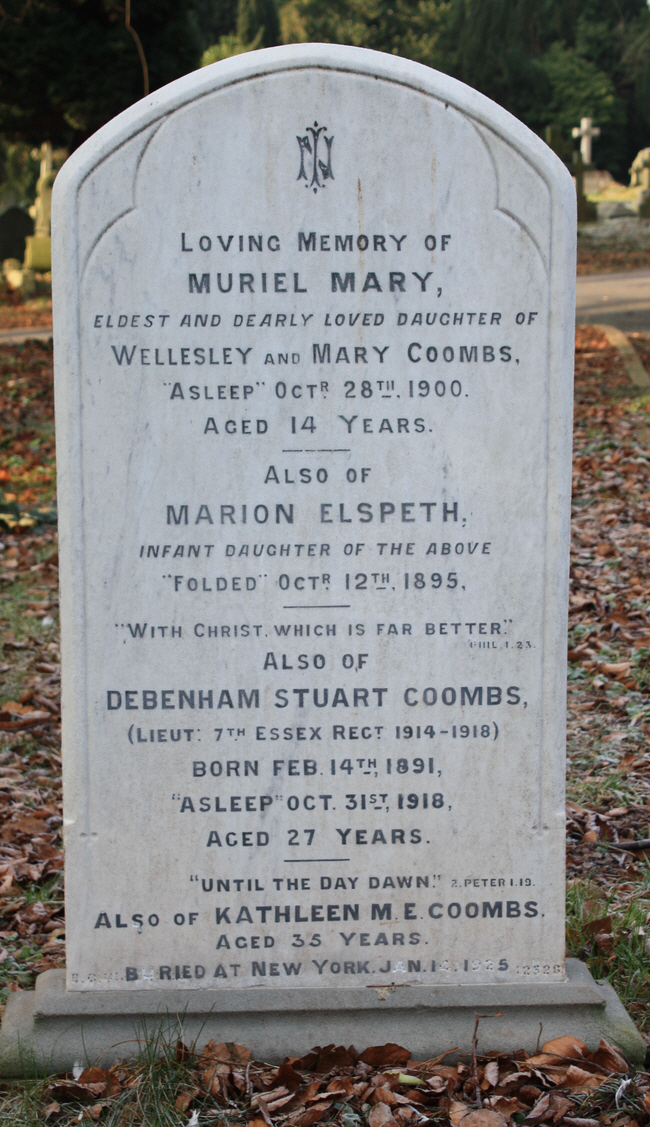 LOVING MEMORY OF
MURIEL MARY,
ELDEST AND DEARLY LOVED DAUGHTER OF
WELLESLEY AND MARY COOMBS,
"ASLEEP" OCTR 28TH. 1900.
AGED 14 YEARS.
ALSO OF
MARION ELSPETH,
INFANT DAUGHTER OF THE ABOVE
"FOLDED" OCTR 12TH, 1895,
"WITH CHRIST, WHICH IS FAR BETTER."
PHIL. 1. 23.
ALSO OF
DEBENHAM STUART COOMBS,
(LIEUT: 7TH ESSEX REGT 1914-1918)
BORN FEB. 14TH, 1891,
"ASLEEP" OCT. 31ST, 1918,
AGED 27 YEARS.
"UNTIL THE DAY DAWN." 2. PETER 1.19.
ALSO OF KATHLEEN M. E. COOMBS.
AGED 35 YEARS.
BURIED AT NEW YORK. JAN.